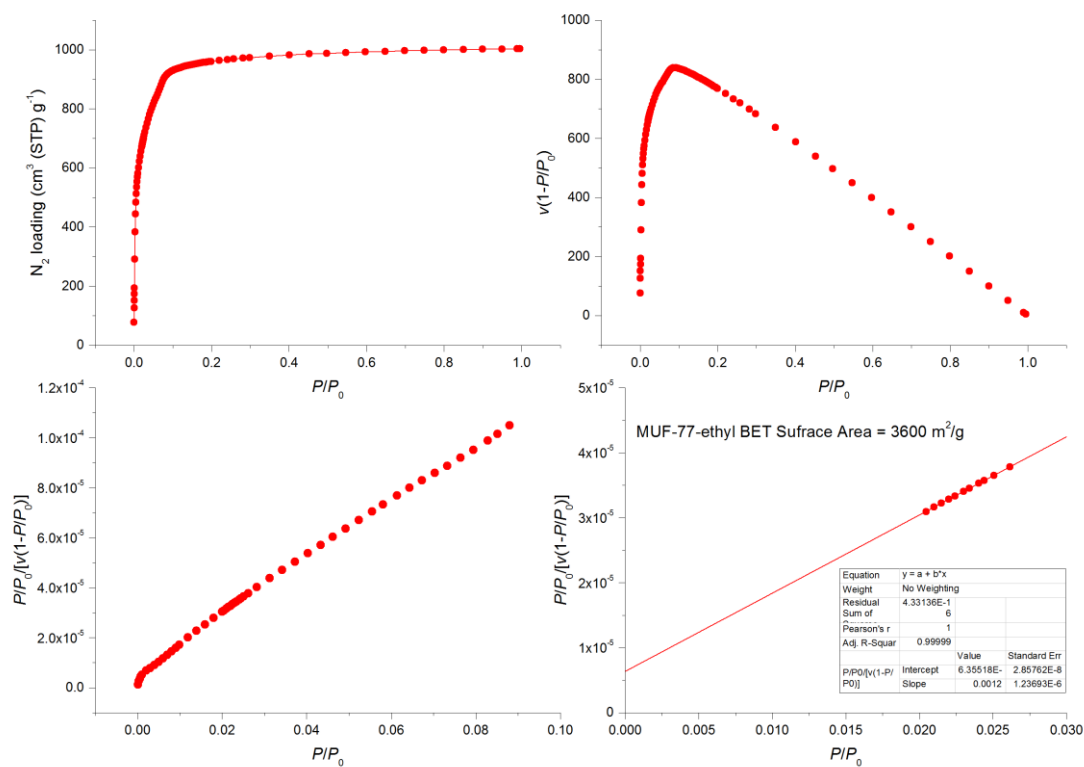 1000
800
600
400
200
0
N₂ loading (cm³ (STP) g⁻¹)
0.0 0.2 0.4 0.6 0.8 1.0
P/P₀
1000
800
600
400
200
0
v(1-P/P₀)
0.0 0.2 0.4 0.6 0.8 1.0
P/P₀
1.2x10⁻⁴
1.0x10⁻⁴
8.0x10⁻⁵
6.0x10⁻⁵
4.0x10⁻⁵
2.0x10⁻⁵
0.0
P/P₀/[v(1-P/P₀)]
0.00 0.02 0.04 0.06 0.08 0.10
P/P₀
5x10⁻⁵
4x10⁻⁵
3x10⁻⁵
2x10⁻⁵
1x10⁻⁵
0
P/P₀/[v(1-P/P₀)]
MUF-77-ethyl BET Sufrace Area = 3600 m²/g
Equation y = a + b*x
Weight No Weighting
Residual 4.33136E-1
Sum of 6
Pearson's r 1
Adj. R-Squar 0.99999
Value Standard Err
P/P0/[v(1-P/ Intercept 6.35518E- 2.85762E-8
P0)] Slope 0.0012 1.23693E-6
0.000 0.005 0.010 0.015 0.020 0.025 0.030
P/P₀